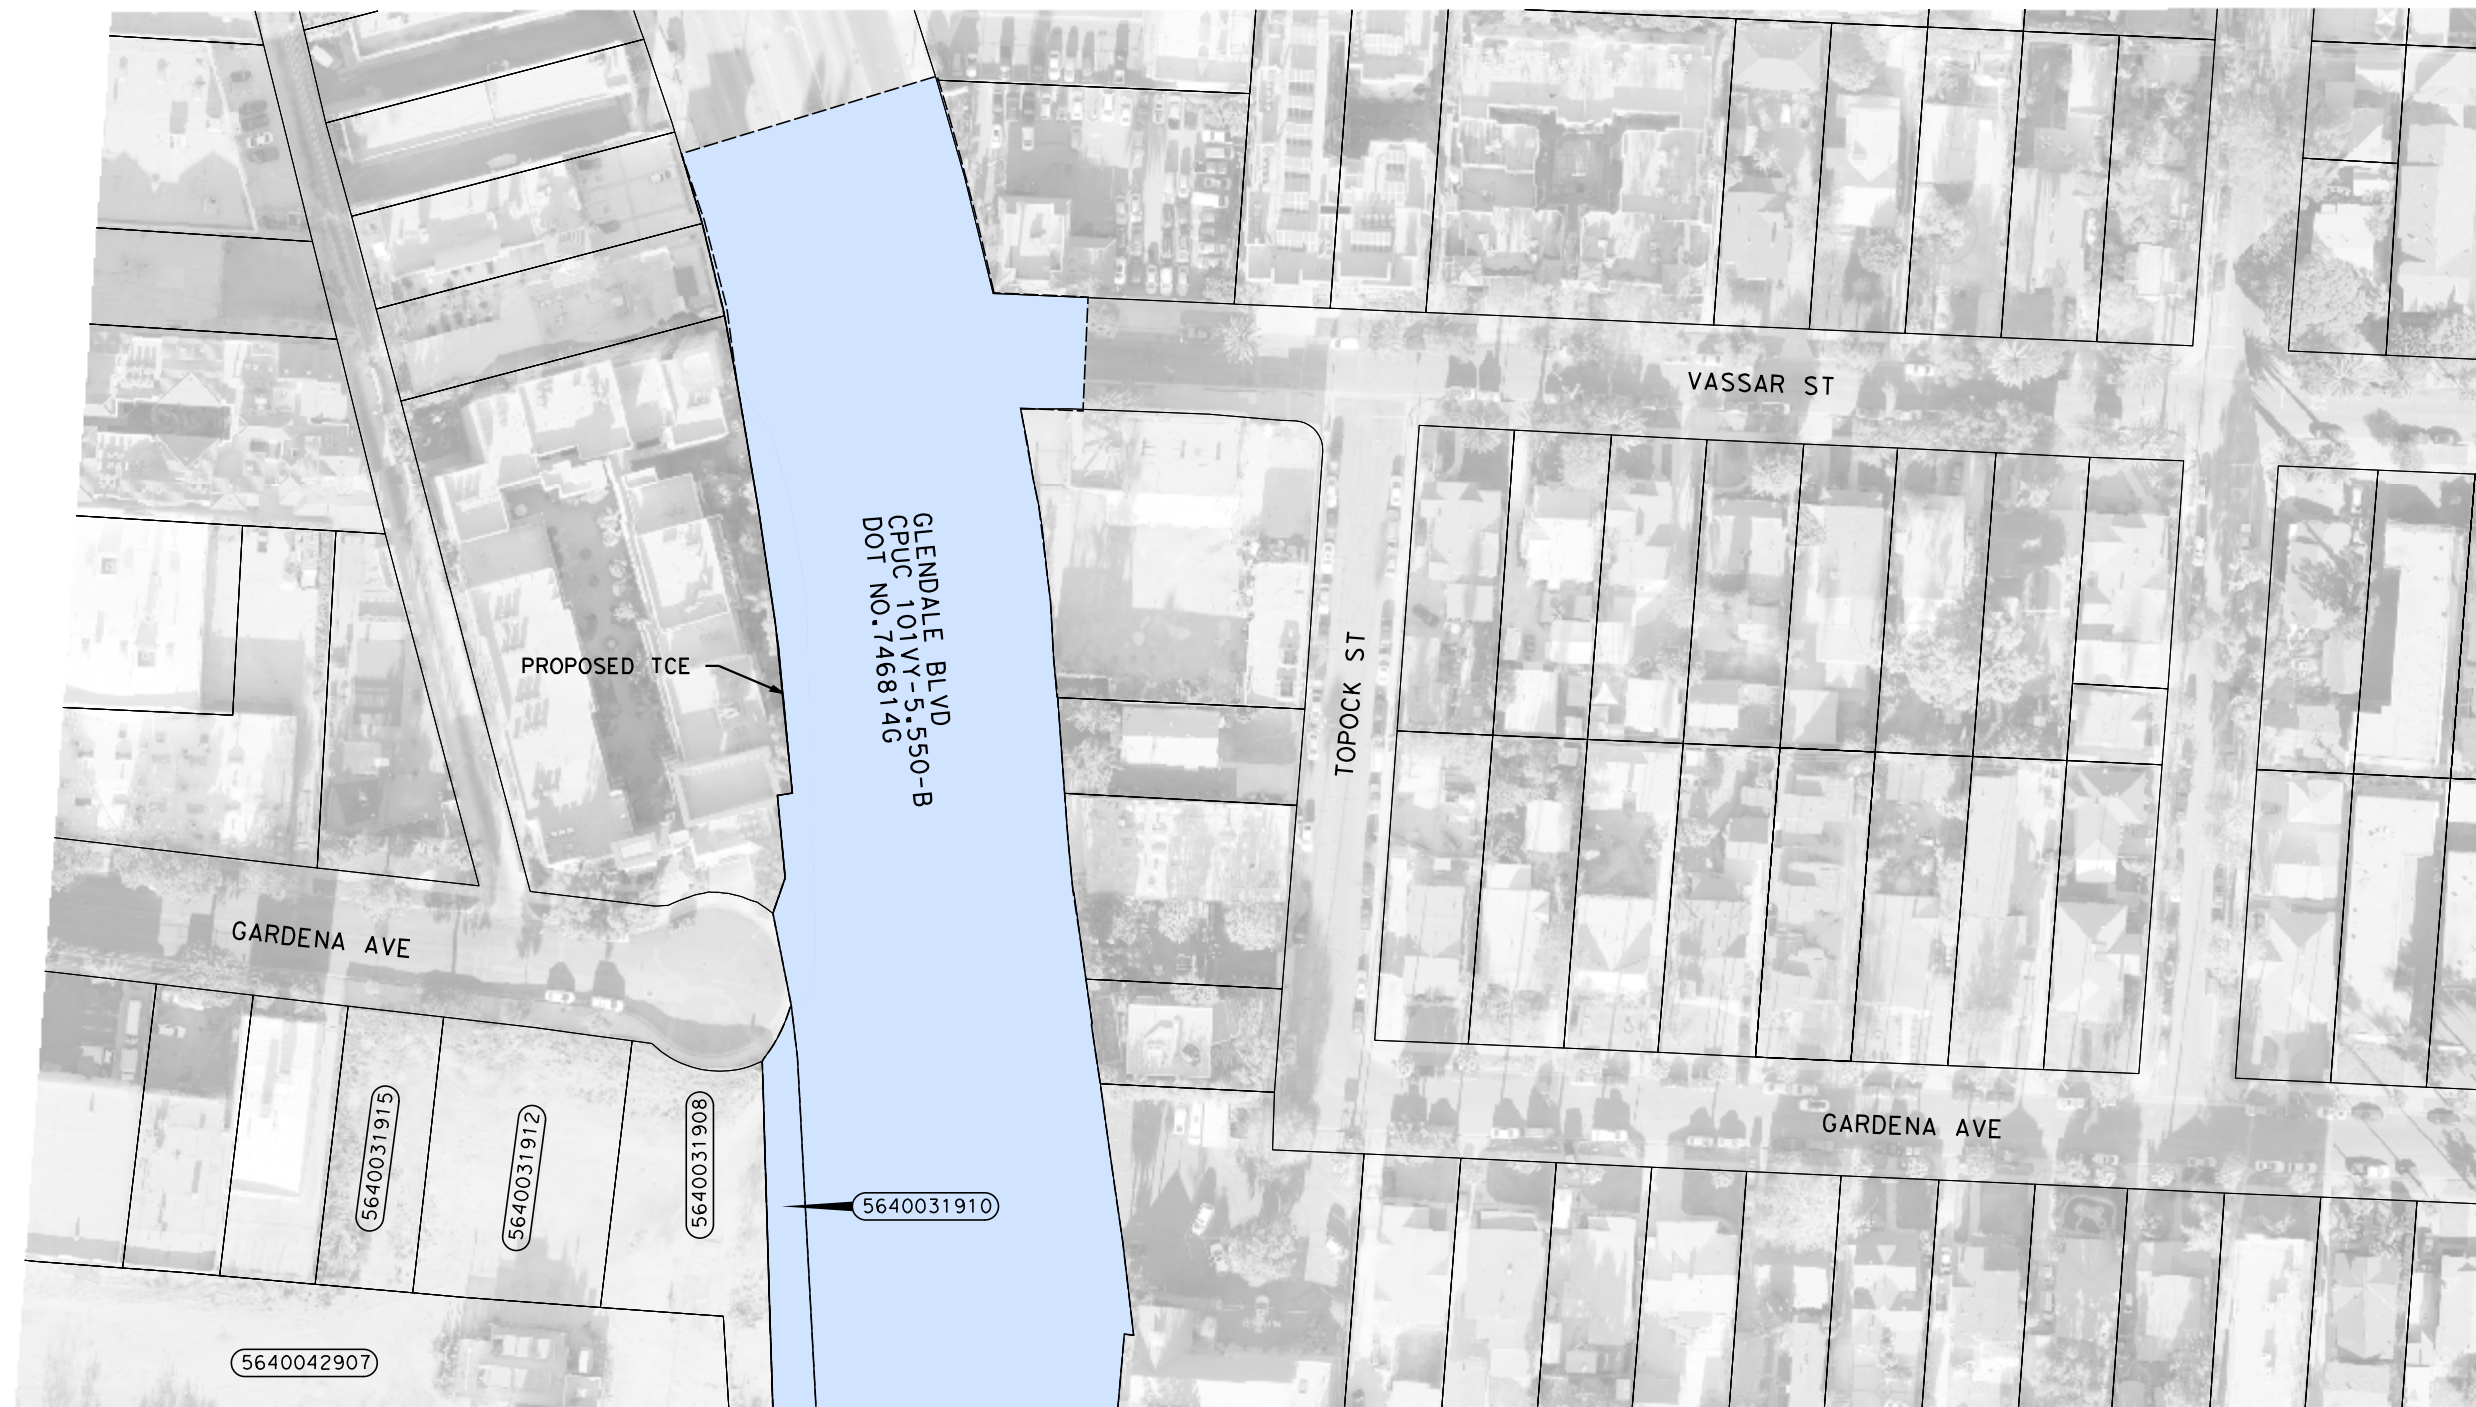 VASSAR ST
GLENDALE BLVD
CPUC 101VY-5.550-B
DOT NO.746814G
PROPOSED TCE
TOPOCK ST
GARDENA AVE
GARDENA AVE
5640031915
5640031912
5640031908
5640031910
5640042907